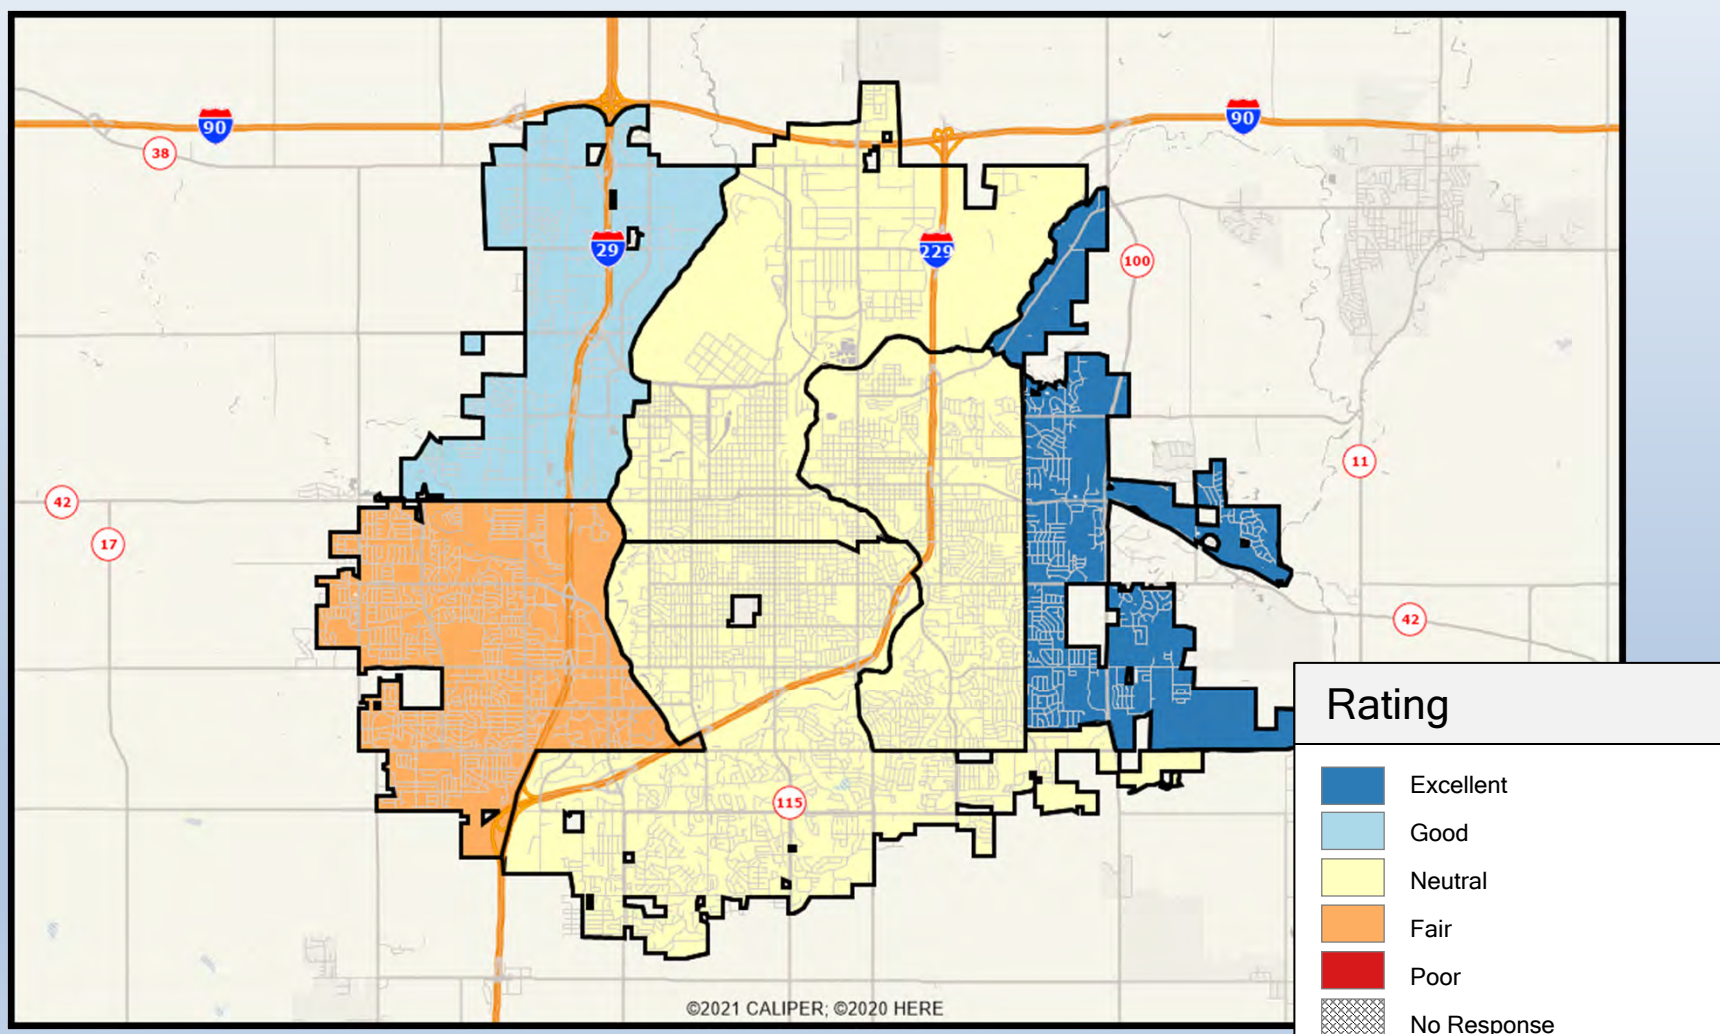 90
90
38
29
229
100
11
42
17
42
115
©2021 CALIPER; ©2020 HERE
Rating
Excellent
Good
Neutral
Fair
Poor
No Response